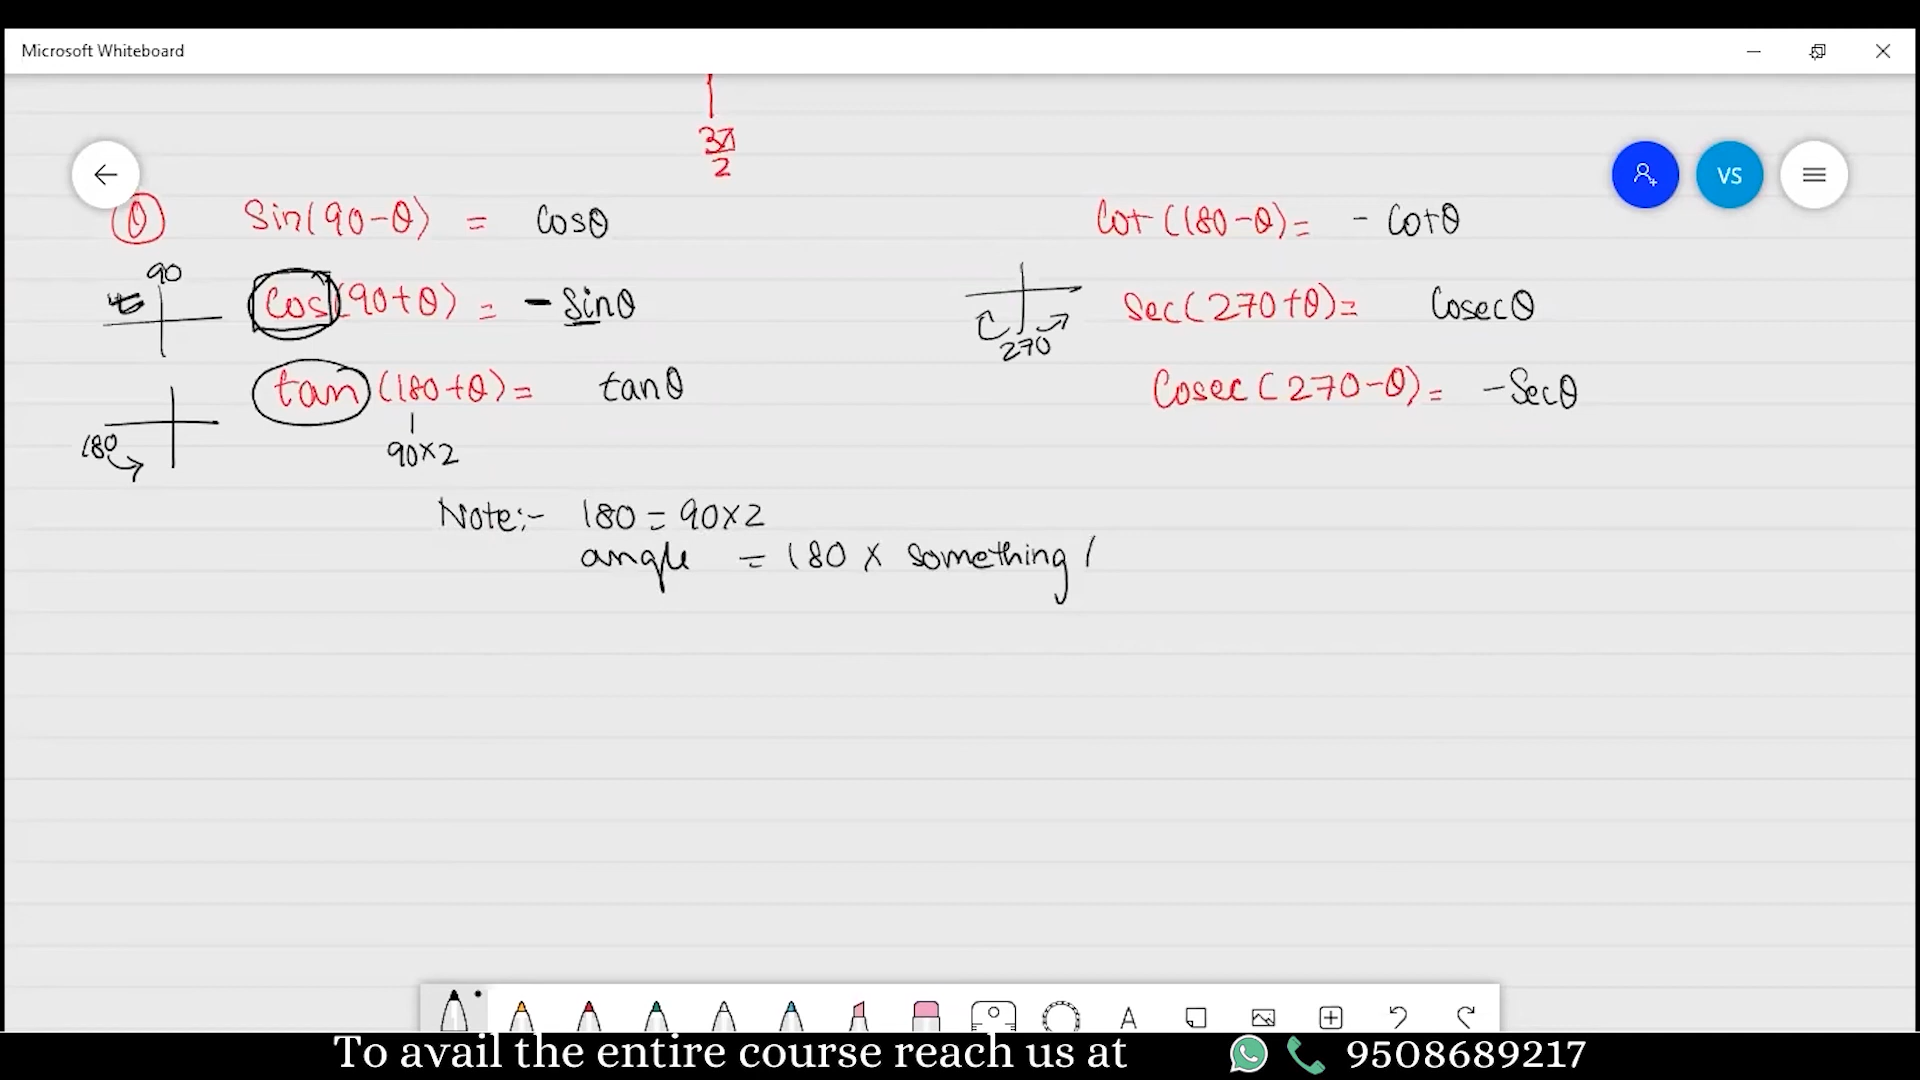 Microsoft Whiteboard
3π/2
VS
θ
Sin(90-θ) = Cosθ
Cot(180-θ)= - Cotθ
90
Cos(90+θ) = - Sinθ
Sec(270+θ)= Cosecθ
270
tan(180+θ)= tanθ
Cosec(270-θ)= -Secθ
180
90×2
Note:- 180 = 90×2
angle = 180 × something (
A
To avail the entire course reach us at 9508689217